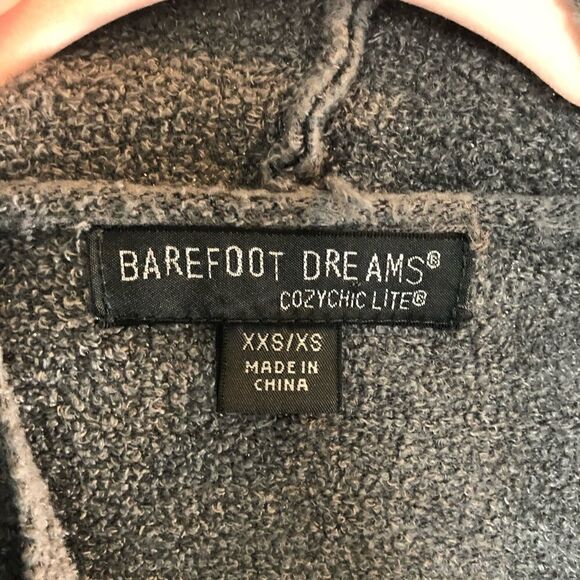 BAREFOOT DREAMS®
COZYCHIC LITE®
XXS/XS
MADE IN
CHINA